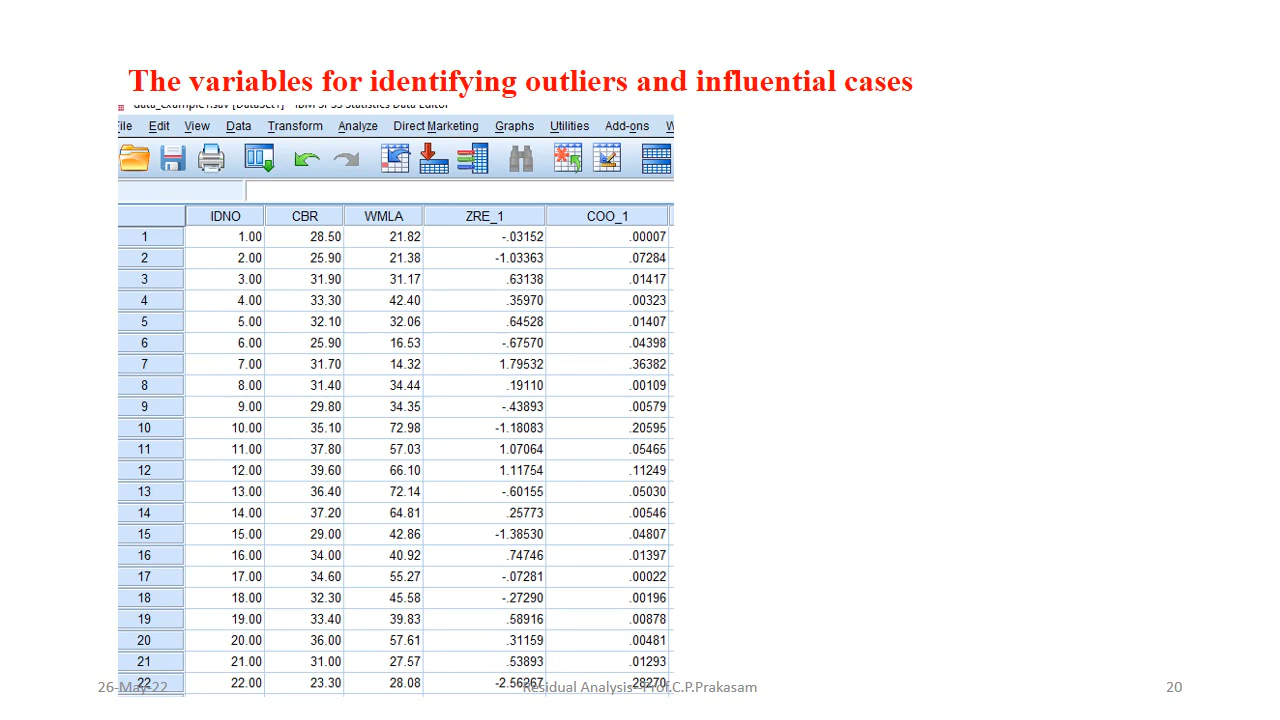 The variables for identifying outliers and influential cases
File Edit View Data Transform Analyze Direct Marketing Graphs Utilities Add-ons W
IDNO CBR WMLA ZRE_1 COO_1
1 1.00 28.50 21.82 -.03152 .00007
2 2.00 25.90 21.38 -1.03363 .07284
3 3.00 31.90 31.17 .63138 .01417
4 4.00 33.30 42.40 .35970 .00323
5 5.00 32.10 32.06 .64528 .01407
6 6.00 25.90 16.53 -.67570 .04398
7 7.00 31.70 14.32 1.79532 .36382
8 8.00 31.40 34.44 .19110 .00109
9 9.00 29.80 34.35 -.43893 .00579
10 10.00 35.10 72.98 -1.18083 .20595
11 11.00 37.80 57.03 1.07064 .05465
12 12.00 39.60 66.10 1.11754 .11249
13 13.00 36.40 72.14 -.60155 .05030
14 14.00 37.20 64.81 .25773 .00546
15 15.00 29.00 42.86 -1.38530 .04807
16 16.00 34.00 40.92 .74746 .01397
17 17.00 34.60 55.27 -.07281 .00022
18 18.00 32.30 45.58 -.27290 .00196
19 19.00 33.40 39.83 .58916 .00878
20 20.00 36.00 57.61 .31159 .00481
21 21.00 31.00 27.57 .53893 .01293
22 22.00 23.30 28.08 -2.56267 .28270
26-May-22 Residual Analysis--Prof.C.P.Prakasam 20